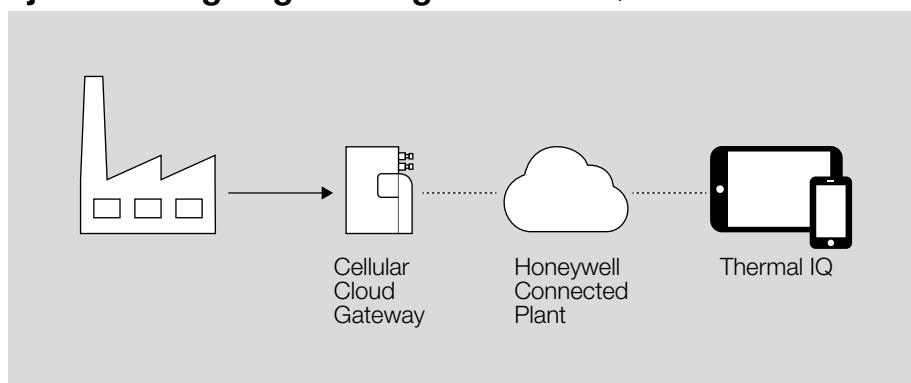 Cellular
Cloud
Gateway
Honeywell
Connected
Plant
Thermal IQ